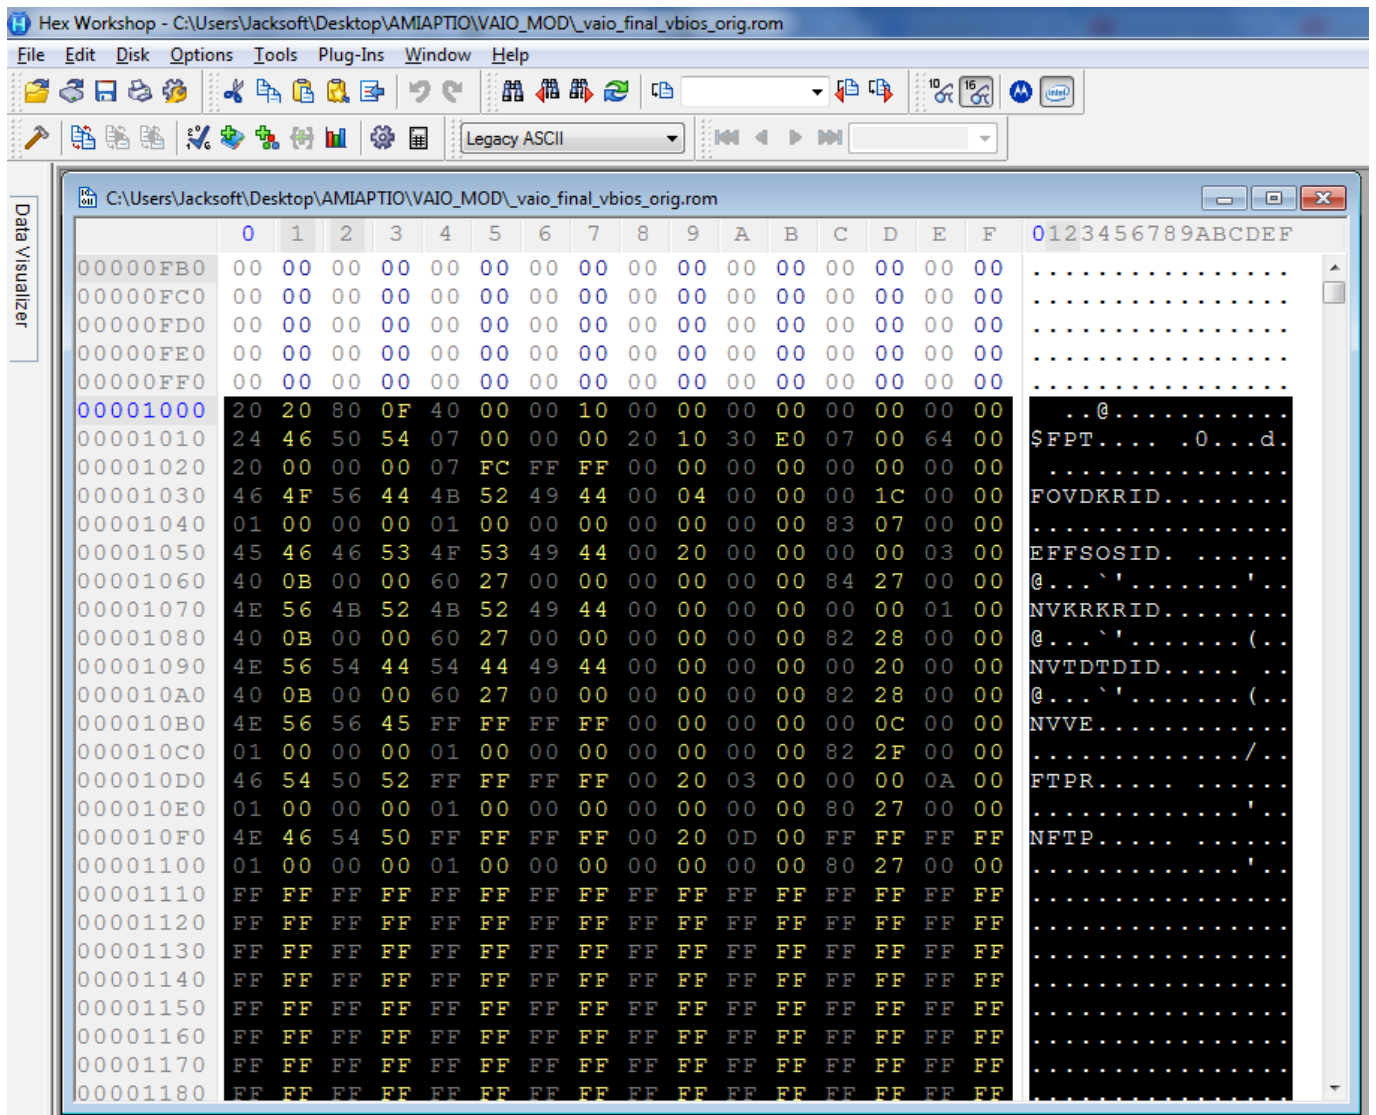 Hex Workshop - C:\Users\Jacksoft\Desktop\AMIAPTIO\VAIO_MOD\_vaio_final_vbios_orig.rom
File Edit Disk Options Tools Plug-Ins Window Help
10 16 intel
Legacy ASCII
Data Visualizer
C:\Users\Jacksoft\Desktop\AMIAPTIO\VAIO_MOD\_vaio_final_vbios_orig.rom
0 1 2 3 4 5 6 7 8 9 A B C D E F 0123456789ABCDEF
00000FB0 00 00 00 00 00 00 00 00 00 00 00 00 00 00 00 00 ................
00000FC0 00 00 00 00 00 00 00 00 00 00 00 00 00 00 00 00 ................
00000FD0 00 00 00 00 00 00 00 00 00 00 00 00 00 00 00 00 ................
00000FE0 00 00 00 00 00 00 00 00 00 00 00 00 00 00 00 00 ................
00000FF0 00 00 00 00 00 00 00 00 00 00 00 00 00 00 00 00 ................
00001000 20 20 80 0F 40 00 00 10 00 00 00 00 00 00 00 00   ..@...........
00001010 24 46 50 54 07 00 00 00 20 10 30 E0 07 00 64 00 $FPT.... .0...d.
00001020 20 00 00 00 07 FC FF FF 00 00 00 00 00 00 00 00  ...............
00001030 46 4F 56 44 4B 52 49 44 00 04 00 00 00 1C 00 00 FOVDKRID........
00001040 01 00 00 00 01 00 00 00 00 00 00 00 83 07 00 00 ................
00001050 45 46 46 53 4F 53 49 44 00 20 00 00 00 00 03 00 EFFSOSID. ......
00001060 40 0B 00 00 60 27 00 00 00 00 00 00 84 27 00 00 @...`'.......'..
00001070 4E 56 4B 52 4B 52 49 44 00 00 00 00 00 00 01 00 NVKRKRID........
00001080 40 0B 00 00 60 27 00 00 00 00 00 00 82 28 00 00 @...`'.......(..
00001090 4E 56 54 44 54 44 49 44 00 00 00 00 00 20 00 00 NVTDTDID..... ..
000010A0 40 0B 00 00 60 27 00 00 00 00 00 00 82 28 00 00 @...`'.......(..
000010B0 4E 56 56 45 FF FF FF FF 00 00 00 00 00 0C 00 00 NVVE............
000010C0 01 00 00 00 01 00 00 00 00 00 00 00 82 2F 00 00 ............./..
000010D0 46 54 50 52 FF FF FF FF 00 20 03 00 00 00 0A 00 FTPR..... ......
000010E0 01 00 00 00 01 00 00 00 00 00 00 00 80 27 00 00 .............'..
000010F0 4E 46 54 50 FF FF FF FF 00 20 0D 00 FF FF FF FF NFTP..... ......
00001100 01 00 00 00 01 00 00 00 00 00 00 00 80 27 00 00 .............'..
00001110 FF FF FF FF FF FF FF FF FF FF FF FF FF FF FF FF ................
00001120 FF FF FF FF FF FF FF FF FF FF FF FF FF FF FF FF ................
00001130 FF FF FF FF FF FF FF FF FF FF FF FF FF FF FF FF ................
00001140 FF FF FF FF FF FF FF FF FF FF FF FF FF FF FF FF ................
00001150 FF FF FF FF FF FF FF FF FF FF FF FF FF FF FF FF ................
00001160 FF FF FF FF FF FF FF FF FF FF FF FF FF FF FF FF ................
00001170 FF FF FF FF FF FF FF FF FF FF FF FF FF FF FF FF ................
00001180 FF FF FF FF FF FF FF FF FF FF FF FF FF FF FF FF ................